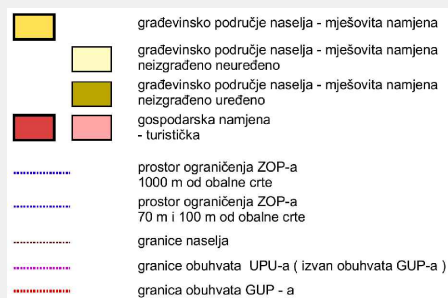 građevinsko područje naselja - mješovita namjena
građevinsko područje naselja - mješovita namjena
neizgrađeno neuređeno
građevinsko područje naselja - mješovita namjena
neizgrađeno uređeno
gospodarska namjena
- turistička
prostor ograničenja ZOP-a
1000 m od obalne crte
prostor ograničenja ZOP-a
70 m i 100 m od obalne crte
granice naselja
granice obuhvata UPU-a ( izvan obuhvata GUP-a )
granica obuhvata GUP - a